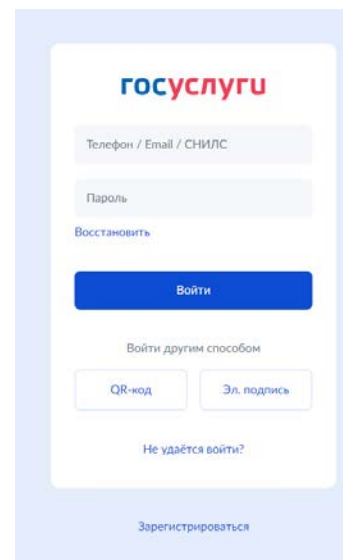 госуслуги
Телефон / Email / СНИЛС
Пароль
Восстановить
Войти
Войти другим способом
QR-код
Эл. подпись
Не удаётся войти?
Зарегистрироваться